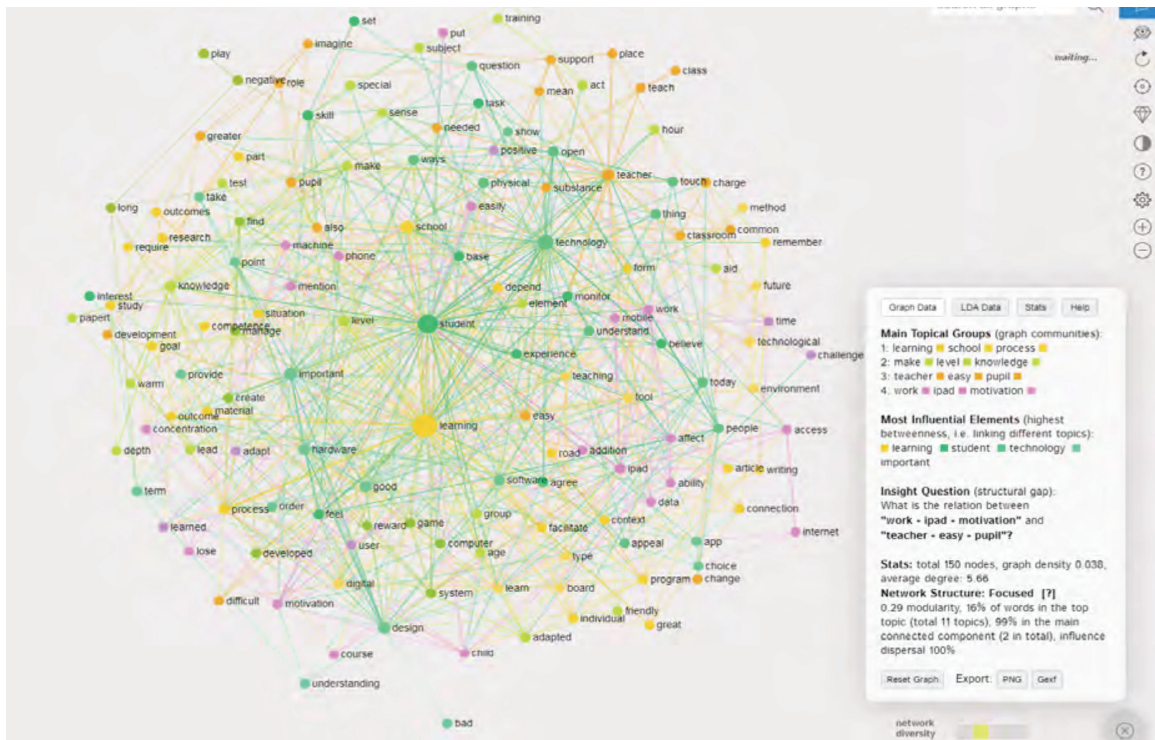 set
training
imagine
put
play
subject
question
support
place
waiting...
negative
role
special
mean
act
teach
class
skill
sense
task
greater
needed
show
hour
part
make
ways
positive
open
test
pupil
physical
substance
teacher
touch
charge
take
long
outcomes
find
also
school
easily
thing
method
research
require
machine
technology
classroom
common
remember
point
phone
base
form
aid
interest
knowledge
mention
depend
future
study
element
monitor
work
papert
situation
level
student
mobile
time
development
competence
manage
understand
goal
experience
believe
technological
challenge
warm
provide
important
teaching
today
environment
create
tool
outcome
material
easy
concentration
learning
people
access
depth
lead
adapt
hardware
road
addition
affect
ipad
article
writing
term
good
software
agree
ability
data
process
order
feel
group
context
connection
learned
reward
game
facilitate
internet
lose
developed
user
computer
age
appeal
app
type
choice
digital
learn
board
program
change
difficult
motivation
system
individual
friendly
great
design
adapted
course
child
understanding
bad
Graph Data
LDA Data
Stats
Help
Main Topical Groups (graph communities):
1: learning school process
2: make level knowledge
3: teacher easy pupil
4: work ipad motivation
Most Influential Elements (highest
betweenness, i.e. linking different topics):
learning student technology
important
Insight Question (structural gap):
What is the relation between
"work - ipad - motivation" and
"teacher - easy - pupil"?
Stats: total 150 nodes, graph density 0.038,
average degree: 5.66
Network Structure: Focused [?]
0.29 modularity, 16% of words in the top
topic (total 11 topics), 99% in the main
connected component (2 in total), influence
dispersal 100%
Reset Graph
Export:
PNG
Gexf
network
diversity